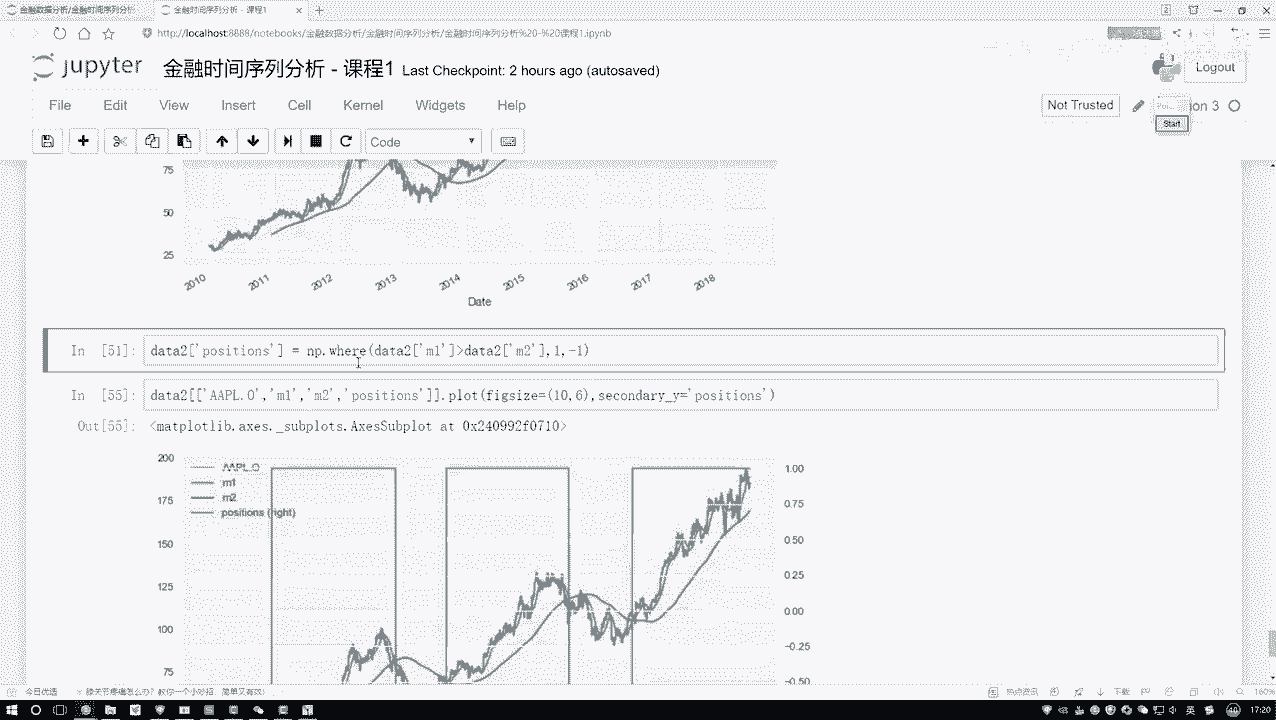 金融数据分析/金融时间序列分析
金融时间序列分析 - 课程1
http://localhost:8888/notebooks/金融数据分析/金融时间序列分析/金融时间序列分析%20-%20课程1.ipynb
jupyter 金融时间序列分析 - 课程1 Last Checkpoint: 2 hours ago (autosaved)
Logout
File Edit View Insert Cell Kernel Widgets Help
Not Trusted
on 3
Start
Code
75
50
25
2010 2011 2012 2013 2014 2015 2016 2017 2018
Date
In [51]: data2['positions'] = np.where(data2['m1']>data2['m2'],1,-1)
In [55]: data2[['AAPL.O','m1','m2','positions']].plot(figsize=(10,6),secondary_y='positions')
Out[55]: <matplotlib.axes._subplots.AxesSubplot at 0x240992f0710>
200
175
150
125
100
75
AAPL.O
m1
m2
positions (right)
1.00
0.75
0.50
0.25
0.00
-0.25
-0.50
今日优选
热点资讯
下载
160%
英
17:20